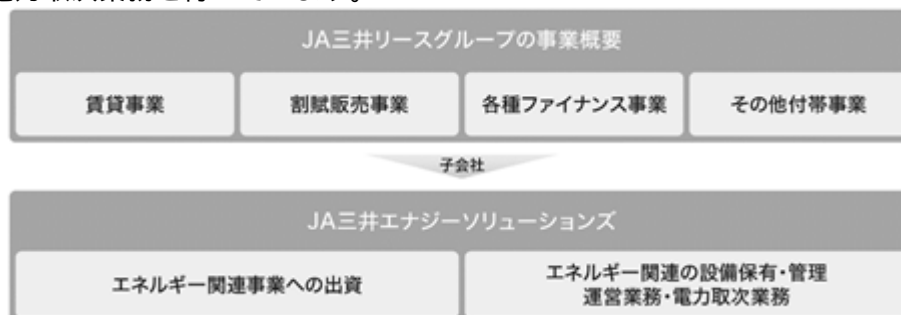 JA三井リースグループの事業概要
賃貸事業
割賦販売事業
各種ファイナンス事業
その他付帯事業
子会社
JA三井エナジーソリューションズ
エネルギー関連事業への出資
エネルギー関連の設備保有・管理
運営業務・電力取次業務